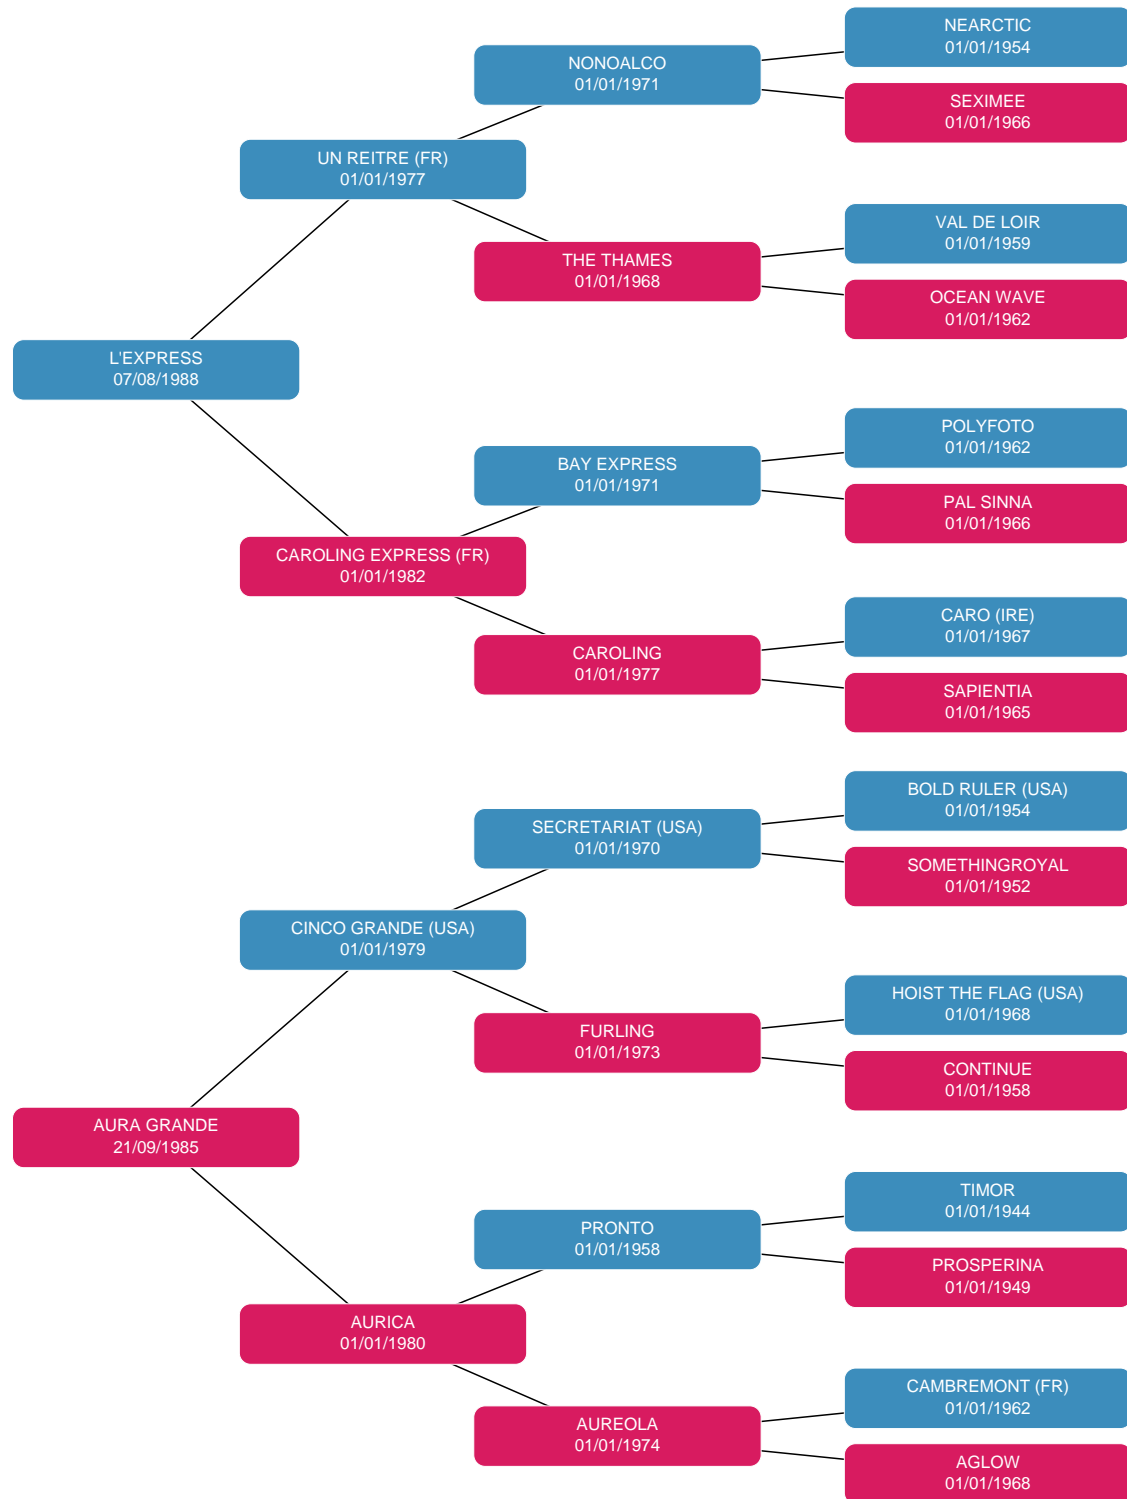 NEARCTIC
01/01/1954
NONOALCO
01/01/1971
SEXIMEE
01/01/1966
UN REITRE (FR)
01/01/1977
VAL DE LOIR
01/01/1959
THE THAMES
01/01/1968
OCEAN WAVE
01/01/1962
L'EXPRESS
07/08/1988
POLYFOTO
01/01/1962
BAY EXPRESS
01/01/1971
PAL SINNA
01/01/1966
CAROLING EXPRESS (FR)
01/01/1982
CARO (IRE)
01/01/1967
CAROLING
01/01/1977
SAPIENTIA
01/01/1965
BOLD RULER (USA)
01/01/1954
SECRETARIAT (USA)
01/01/1970
SOMETHINGROYAL
01/01/1952
CINCO GRANDE (USA)
01/01/1979
HOIST THE FLAG (USA)
01/01/1968
FURLING
01/01/1973
CONTINUE
01/01/1958
AURA GRANDE
21/09/1985
TIMOR
01/01/1944
PRONTO
01/01/1958
PROSPERINA
01/01/1949
AURICA
01/01/1980
CAMBREMONT (FR)
01/01/1962
AUREOLA
01/01/1974
AGLOW
01/01/1968